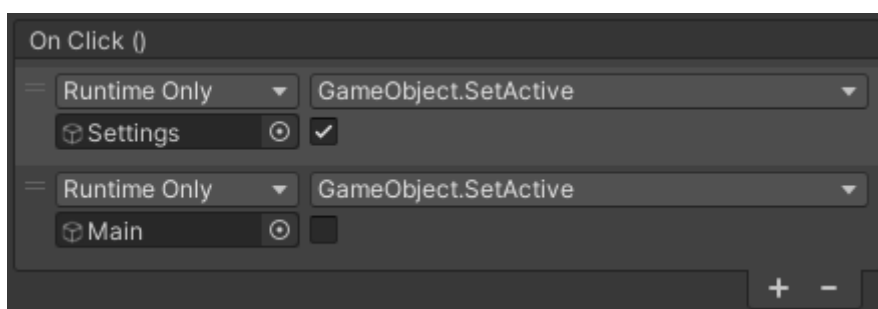 On Click ()
Runtime Only GameObject.SetActive
Settings
Runtime Only GameObject.SetActive
Main